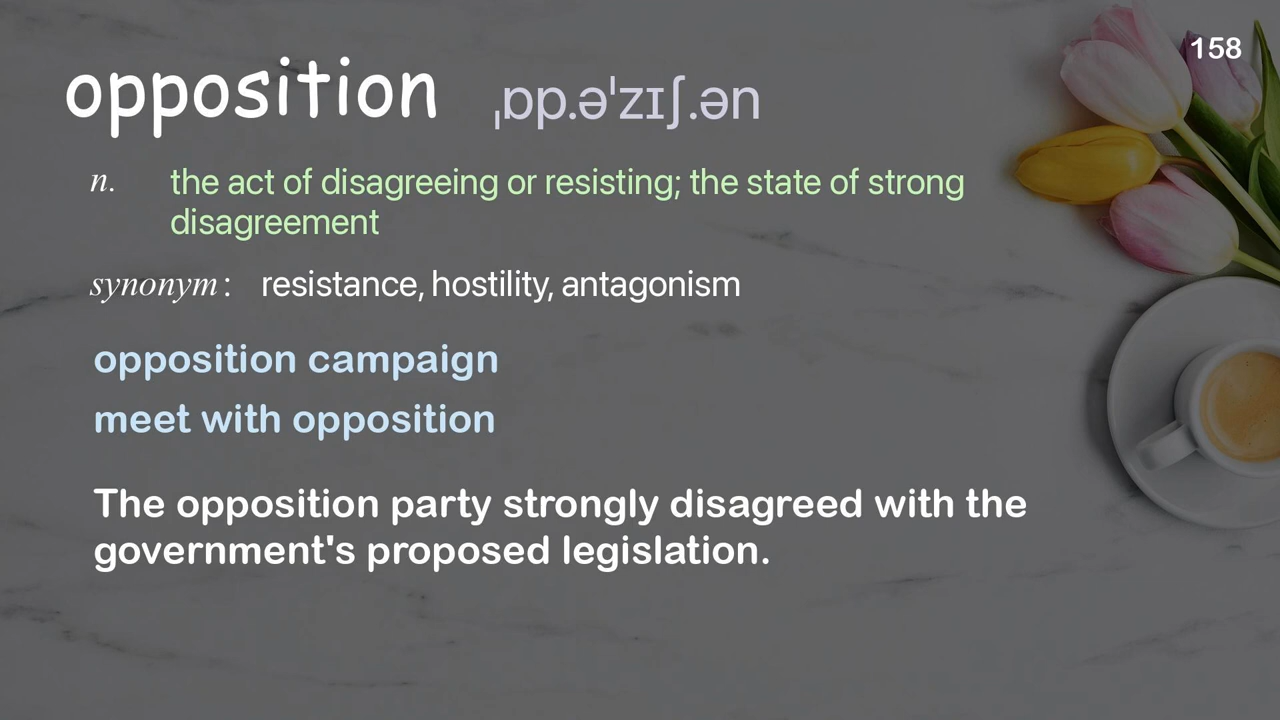 158
opposition ˌɒp.əˈzɪʃ.ən
n. the act of disagreeing or resisting; the state of strong
disagreement
synonym: resistance, hostility, antagonism
opposition campaign
meet with opposition
The opposition party strongly disagreed with the
government's proposed legislation.